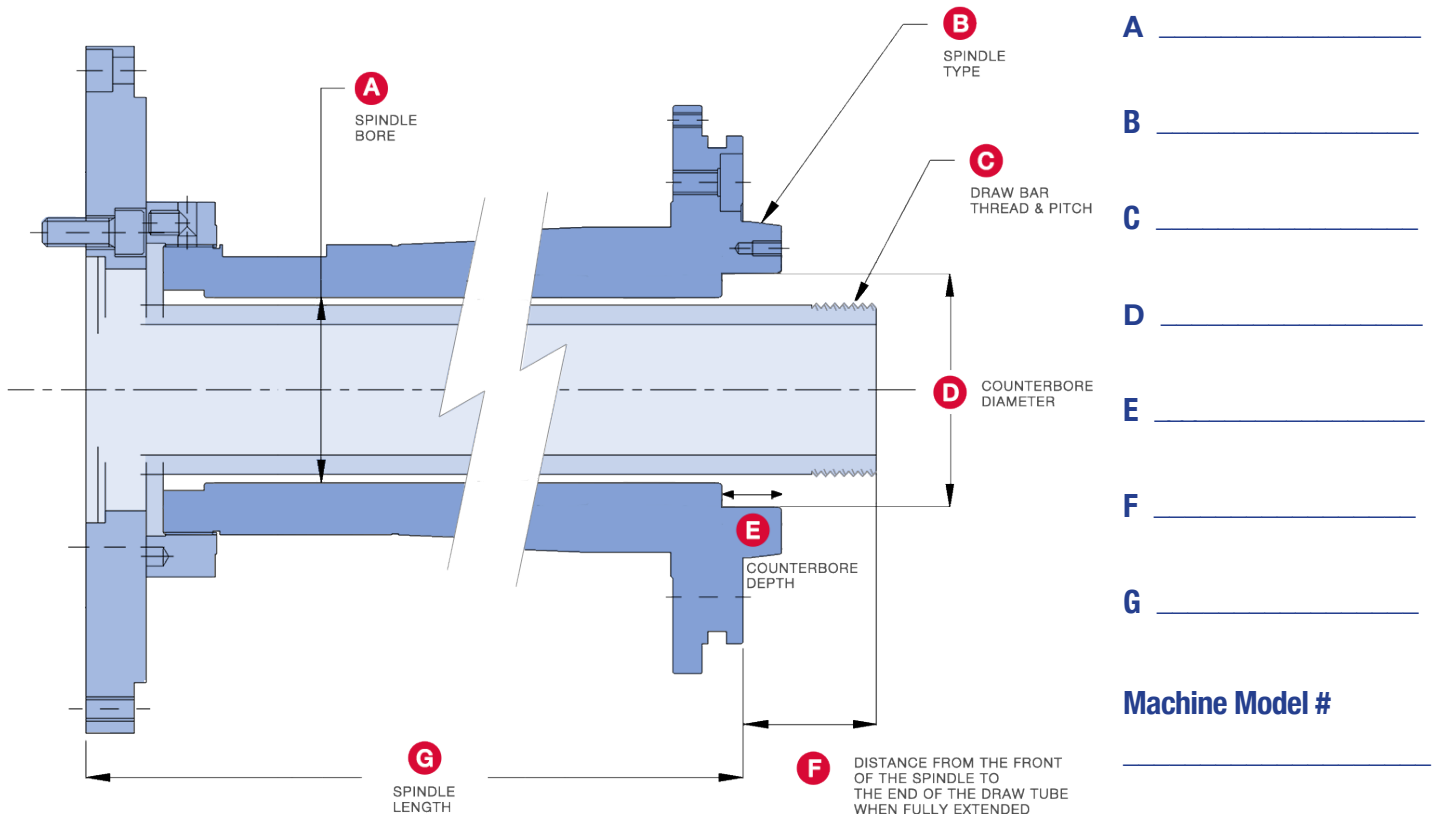 B
SPINDLE
TYPE
A
SPINDLE
BORE
C
DRAW BAR
THREAD & PITCH
D
COUNTERBORE
DIAMETER
E
COUNTERBORE
DEPTH
G
SPINDLE
LENGTH
F
DISTANCE FROM THE FRONT
OF THE SPINDLE TO
THE END OF THE DRAW TUBE
WHEN FULLY EXTENDED
A
B
C
D
E
F
G
Machine Model #